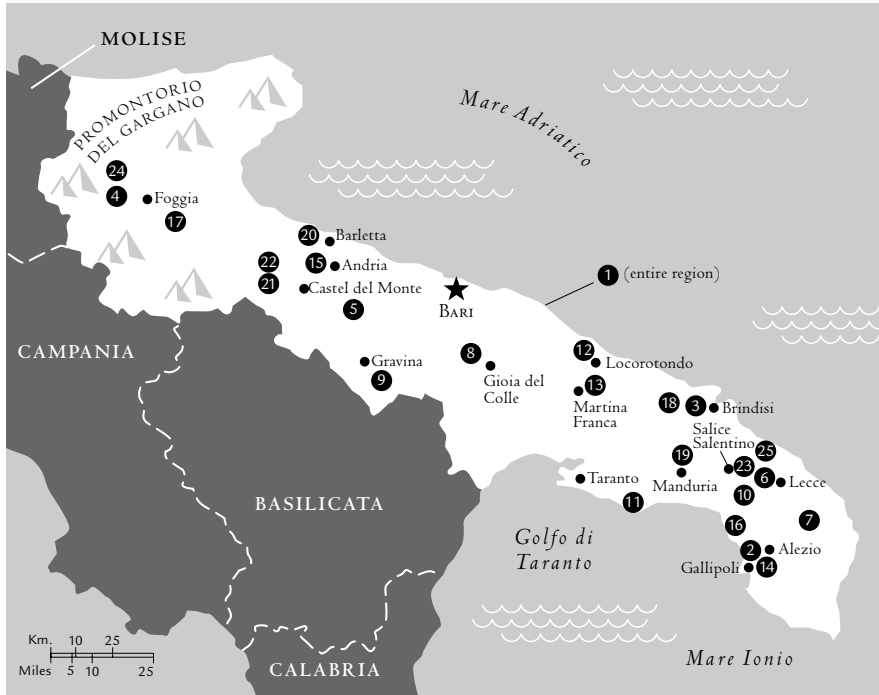 MOLISE
PROMONTORIO
DEL GARGANO
Mare Adriatico
24
4
Foggia
17
20
Barletta
22
15
Andria
21
Castel del Monte
5
BARI
1
(entire region)
CAMPANIA
Gravina
9
8
Gioia del
Colle
12
Locorotondo
13
Martina
Franca
18
3
Brindisi
Salice
Salentino
25
19
23
Manduria
6
Lecce
10
Taranto
11
BASILICATA
7
16
Golfo di
Taranto
2
Alezio
Gallipoli
14
Km. 10 25
Miles 5 10 25
CALABRIA
Mare Ionio